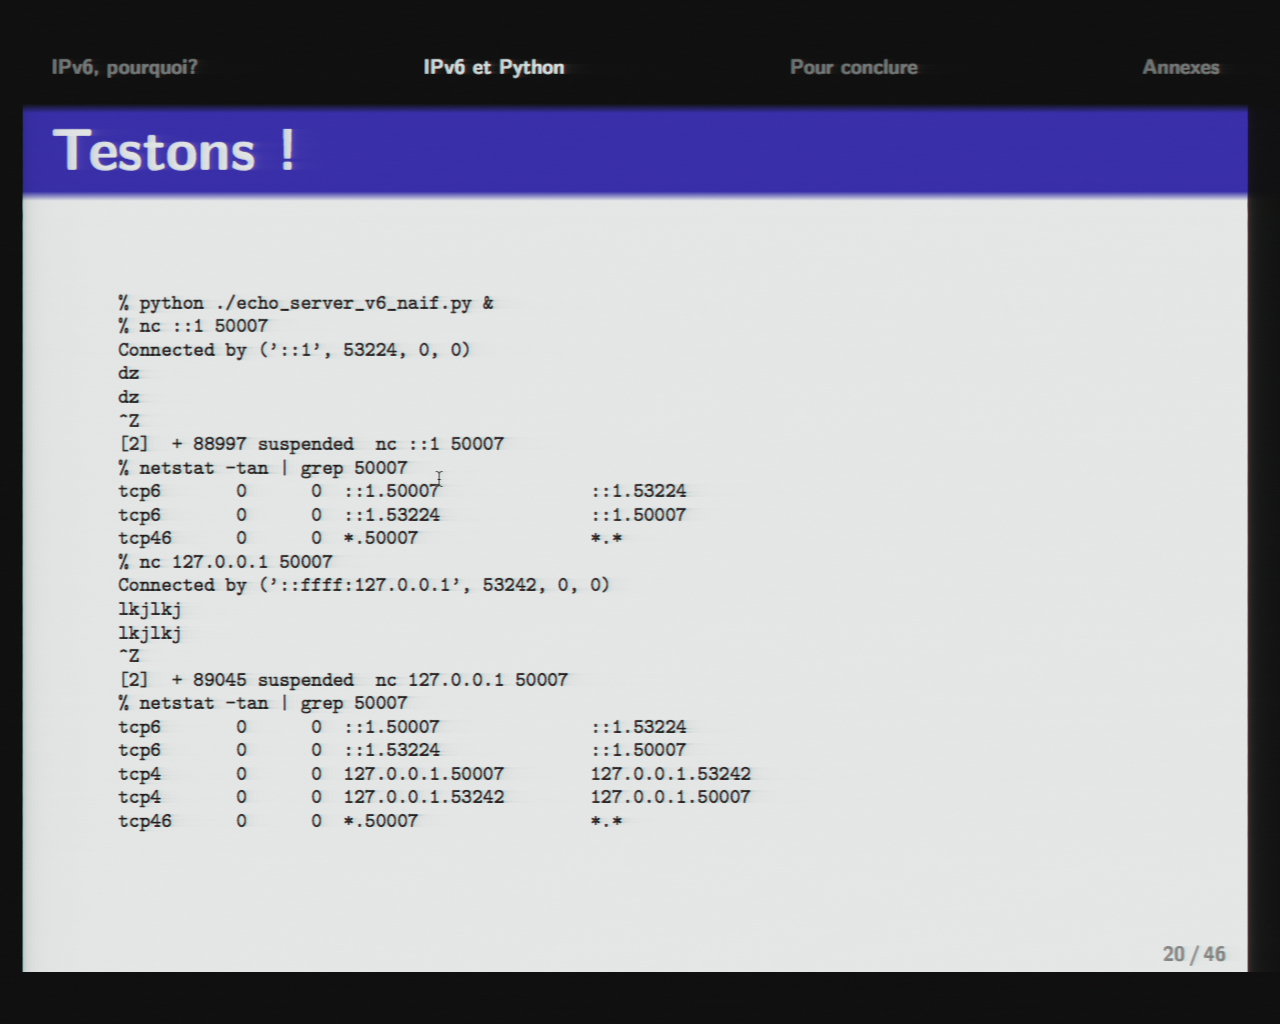 IPv6, pourquoi?
IPv6 et Python
Pour conclure
Annexes
Testons !
% python ./echo_server_v6_naif.py &
% nc ::1 50007
Connected by ('::1', 53224, 0, 0)
dz
dz
^Z
[2]  + 88997 suspended  nc ::1 50007
% netstat -tan | grep 50007
tcp6       0      0  ::1.50007              ::1.53224
tcp6       0      0  ::1.53224              ::1.50007
tcp46      0      0  *.50007                *.*
% nc 127.0.0.1 50007
Connected by ('::ffff:127.0.0.1', 53242, 0, 0)
lkjlkj
lkjlkj
^Z
[2]  + 89045 suspended  nc 127.0.0.1 50007
% netstat -tan | grep 50007
tcp6       0      0  ::1.50007              ::1.53224
tcp6       0      0  ::1.53224              ::1.50007
tcp4       0      0  127.0.0.1.50007        127.0.0.1.53242
tcp4       0      0  127.0.0.1.53242        127.0.0.1.50007
tcp46      0      0  *.50007                *.*
20 / 46